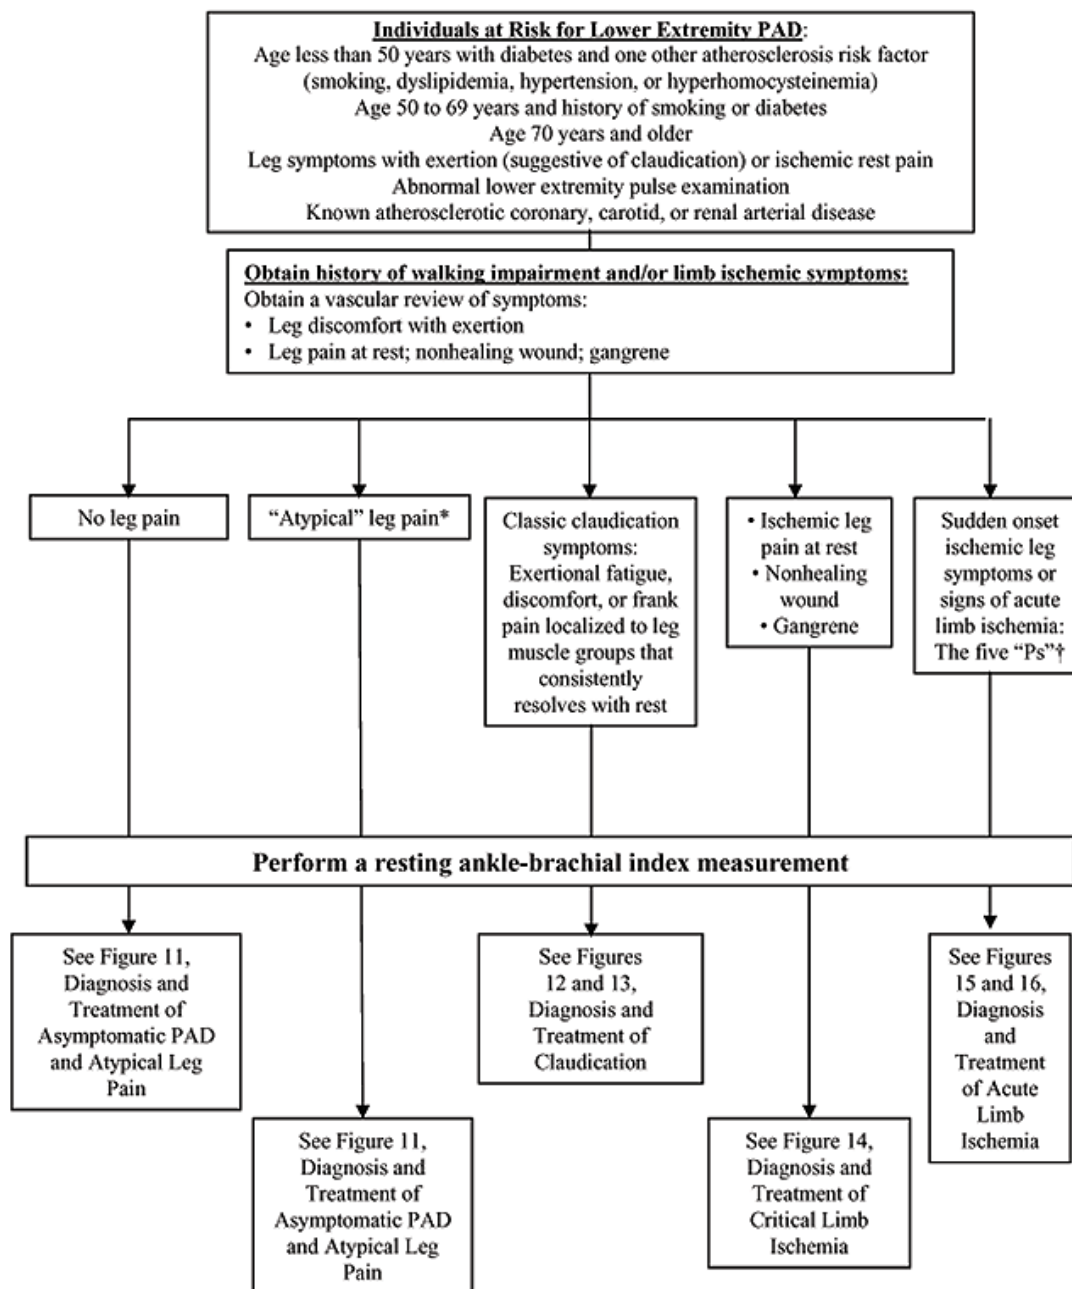 Individuals at Risk for Lower Extremity PAD:
Age less than 50 years with diabetes and one other atherosclerosis risk factor
(smoking, dyslipidemia, hypertension, or hyperhomocysteinemia)
Age 50 to 69 years and history of smoking or diabetes
Age 70 years and older
Leg symptoms with exertion (suggestive of claudication) or ischemic rest pain
Abnormal lower extremity pulse examination
Known atherosclerotic coronary, carotid, or renal arterial disease
Obtain history of walking impairment and/or limb ischemic symptoms:
Obtain a vascular review of symptoms:
• Leg discomfort with exertion
• Leg pain at rest; nonhealing wound; gangrene
No leg pain
“Atypical” leg pain*
Classic claudication
symptoms:
Exertional fatigue,
discomfort, or frank
pain localized to leg
muscle groups that
consistently
resolves with rest
• Ischemic leg
pain at rest
• Nonhealing
wound
• Gangrene
Sudden onset
ischemic leg
symptoms or
signs of acute
limb ischemia:
The five “Ps”†
Perform a resting ankle-brachial index measurement
See Figure 11,
Diagnosis and
Treatment of
Asymptomatic PAD
and Atypical Leg
Pain
See Figure 11,
Diagnosis and
Treatment of
Asymptomatic PAD
and Atypical Leg
Pain
See Figures
12 and 13,
Diagnosis and
Treatment of
Claudication
See Figure 14,
Diagnosis and
Treatment of
Critical Limb
Ischemia
See Figures
15 and 16,
Diagnosis
and
Treatment
of Acute
Limb
Ischemia